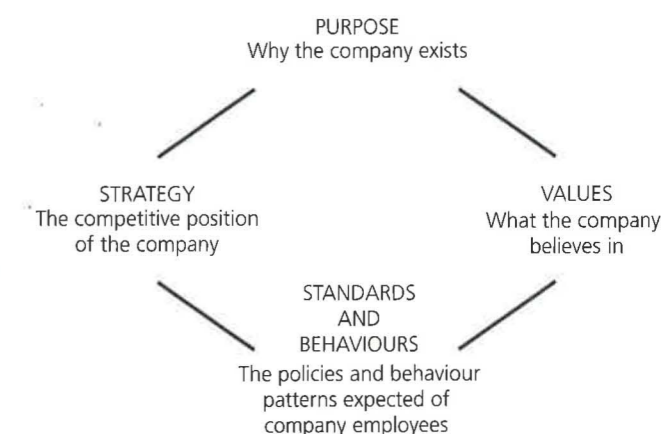 PURPOSE
Why the company exists
STRATEGY
The competitive position
of the company
VALUES
What the company
believes in
STANDARDS
AND
BEHAVIOURS
The policies and behaviour
patterns expected of
company employees